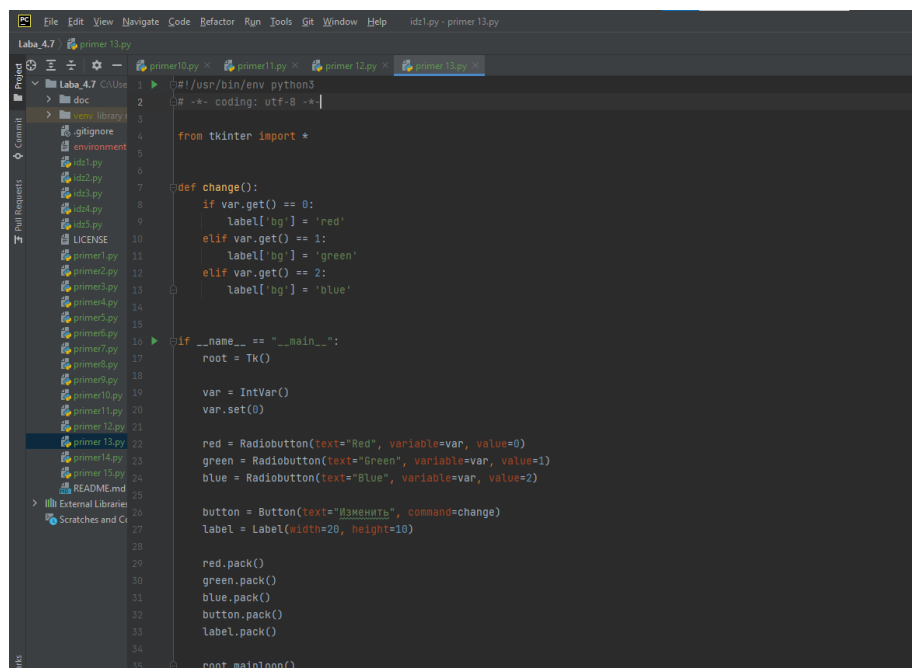 PC File Edit View Navigate Code Refactor Run Tools Git Window Help idz1.py - primer 13.py
Laba_4.7 primer 13.py
primer10.py primer11.py primer 12.py primer 13.py
Project
Commit
Pull Requests
Laba_4.7 C:\Use
doc
venv library
.gitignore
environment
idz1.py
idz2.py
idz3.py
idz4.py
idz5.py
LICENSE
primer1.py
primer2.py
primer3.py
primer4.py
primer5.py
primer6.py
primer7.py
primer8.py
primer9.py
primer10.py
primer11.py
primer 12.py
primer 13.py
primer14.py
primer 15.py
README.md
External Libraries
Scratches and Co
1 #!/usr/bin/env python3
2 # -*- coding: utf-8 -*-
3
4 from tkinter import *
5
6
7 def change():
8     if var.get() == 0:
9         label['bg'] = 'red'
10     elif var.get() == 1:
11         label['bg'] = 'green'
12     elif var.get() == 2:
13         label['bg'] = 'blue'
14
15
16 if __name__ == "__main__":
17     root = Tk()
18
19     var = IntVar()
20     var.set(0)
21
22     red = Radiobutton(text="Red", variable=var, value=0)
23     green = Radiobutton(text="Green", variable=var, value=1)
24     blue = Radiobutton(text="Blue", variable=var, value=2)
25
26     button = Button(text="Изменить", command=change)
27     label = Label(width=20, height=10)
28
29     red.pack()
30     green.pack()
31     blue.pack()
32     button.pack()
33     label.pack()
34
35     root.mainloop()